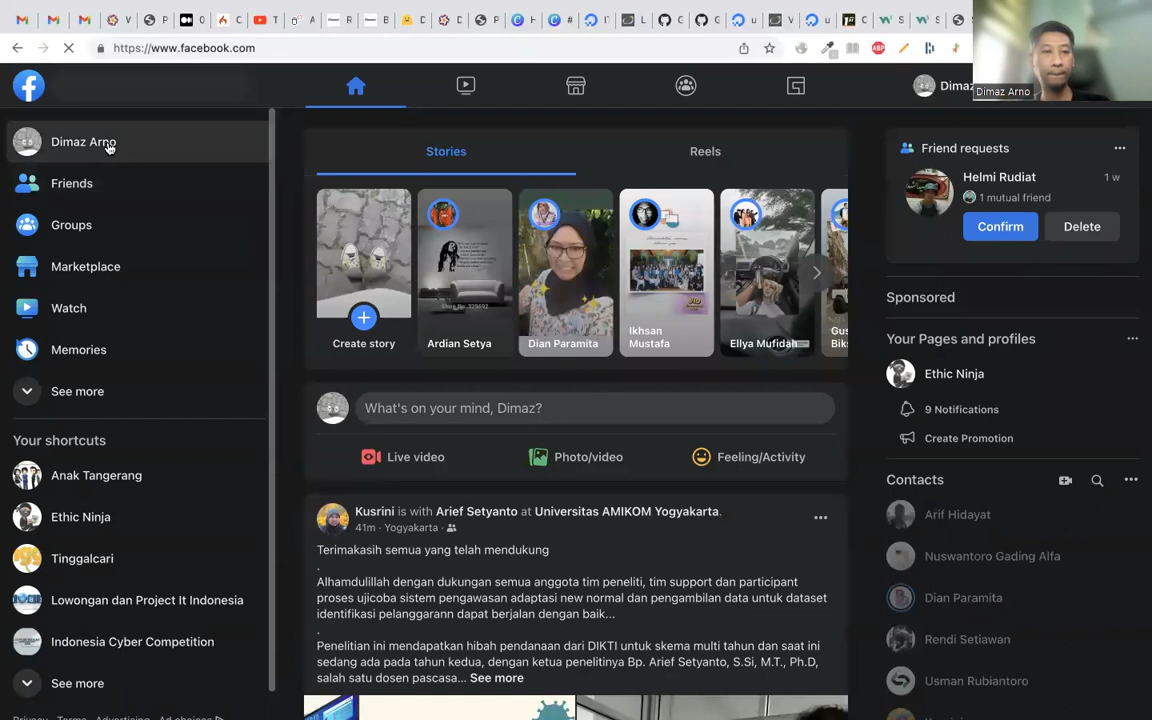 https://www.facebook.com
Dimaz Arno
Dimaz Arno
Friends
Groups
Marketplace
Watch
Memories
See more
Your shortcuts
Anak Tangerang
Ethic Ninja
Tinggalcari
Lowongan dan Project It Indonesia
Indonesia Cyber Competition
See more
Stories
Reels
Create story
Ardian Setya
Dian Paramita
Ikhsan
Mustafa
Ellya Mufidah
Gus
Biks
What's on your mind, Dimaz?
Live video
Photo/video
Feeling/Activity
Kusrini is with Arief Setyanto at Universitas AMIKOM Yogyakarta.
41m · Yogyakarta ·
Terimakasih semua yang telah mendukung
.
Alhamdulillah dengan dukungan semua anggota tim peneliti, tim support dan participant
proses ujicoba sistem pengawasan adaptasi new normal dan pengambilan data untuk dataset
identifikasi pelanggarann dapat berjalan dengan baik...
.
Penelitian ini mendapatkan hibah pendanaan dari DIKTI untuk skema multi tahun dan saat ini
sedang ada pada tahun kedua, dengan ketua penelitinya Bp. Arief Setyanto, S.Si, M.T., Ph.D,
salah satu dosen pascasa... See more
Dimaz
Friend requests
Helmi Rudiat
1 w
1 mutual friend
Confirm
Delete
Sponsored
Your Pages and profiles
Ethic Ninja
9 Notifications
Create Promotion
Contacts
Arif Hidayat
Nuswantoro Gading Alfa
Dian Paramita
Rendi Setiawan
Usman Rubiantoro